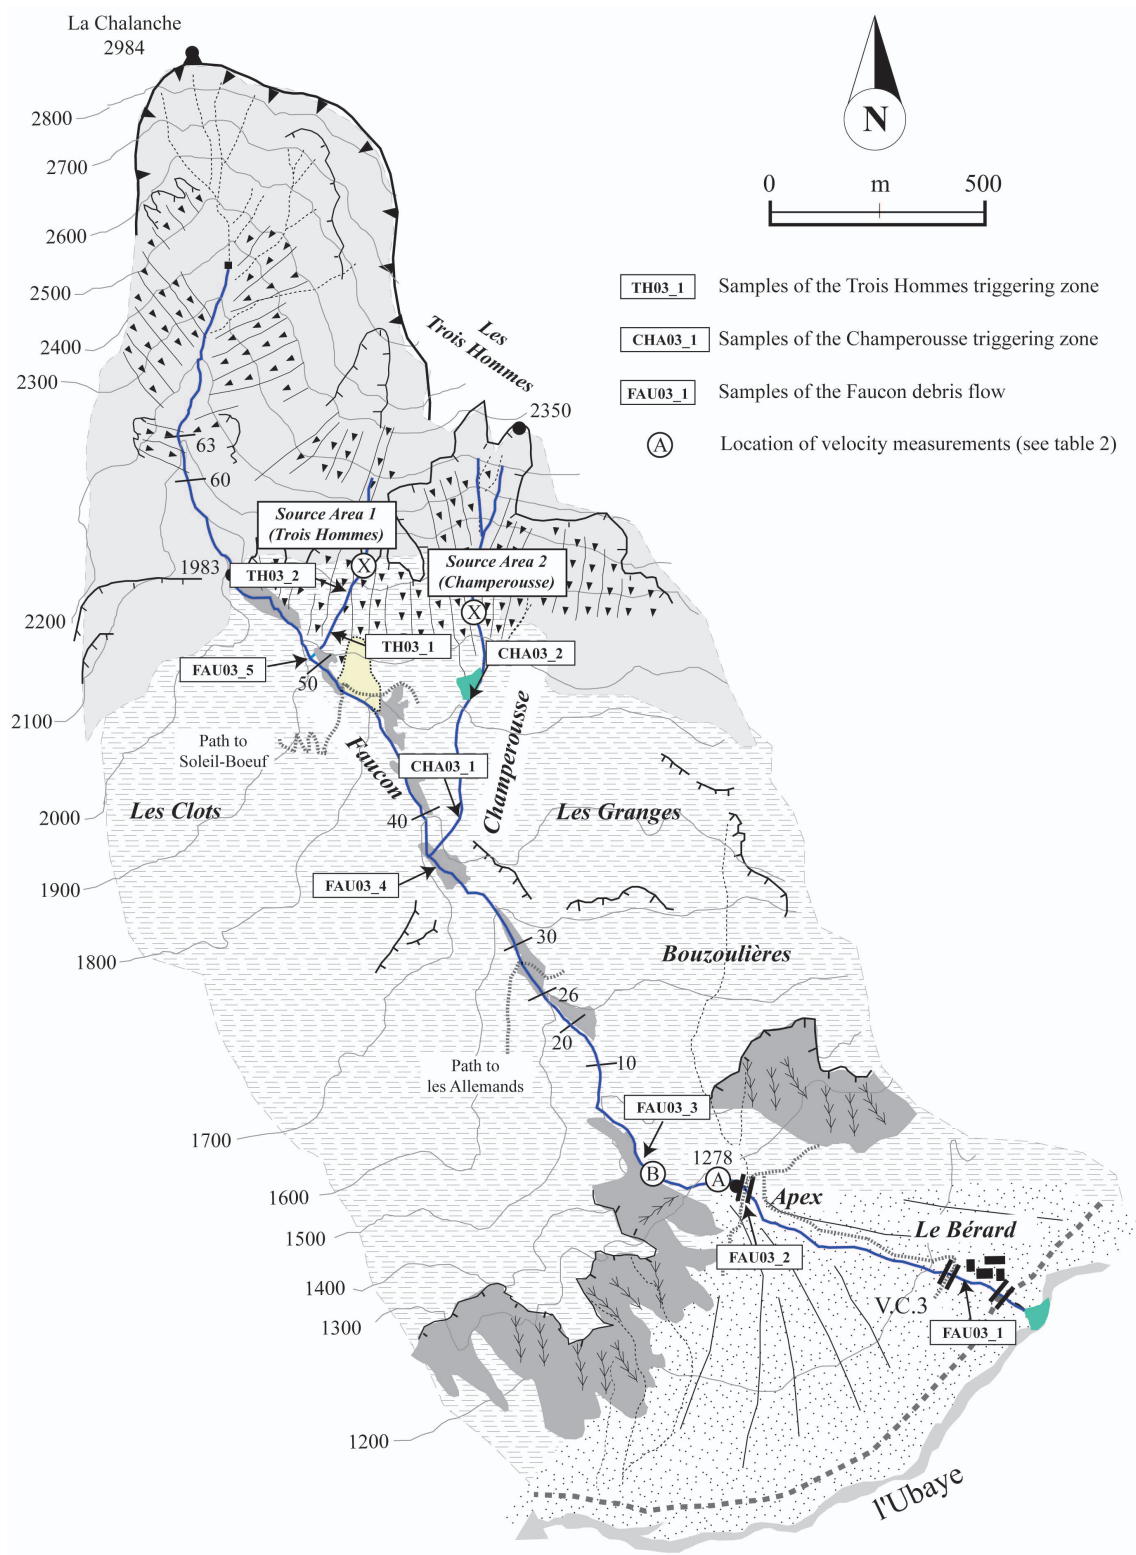 La Chalanche
2984
N
0 m 500
2800
2700
2600
2500
2400
2300
TH03_1 Samples of the Trois Hommes triggering zone
CHA03_1 Samples of the Champerousse triggering zone
FAU03_1 Samples of the Faucon debris flow
A Location of velocity measurements (see table 2)
Les
Trois Hommes
2350
63
60
Source Area 1
(Trois Hommes)
X
Source Area 2
(Champerousse)
X
1983
TH03_2
2200
TH03_1
CHA03_2
FAU03_5
50
2100
Path to
Soleil-Boeuf
Faucon
CHA03_1
Champerousse
2000
Les Clots
40
Les Granges
1900
FAU03_4
1800
30
Bouzoulières
26
20
10
Path to
les Allemands
1700
FAU03_3
1278
B
A
1600
Apex
1500
Le Bérard
FAU03_2
1400
V.C.3
1300
FAU03_1
1200
l'Ubaye